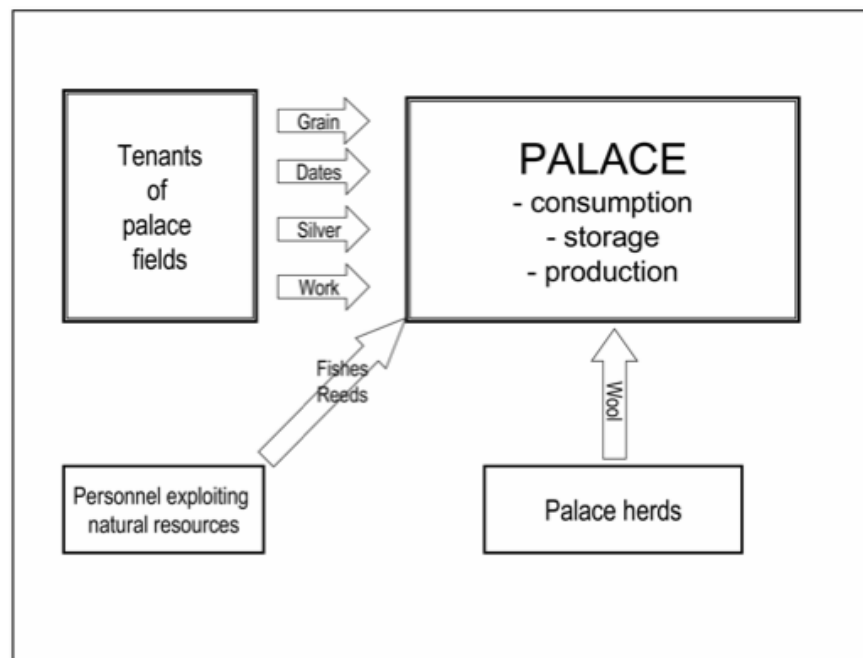 Tenants
of
palace
fields
Grain
Dates
Silver
Work
PALACE
- consumption
- storage
- production
Fishes
Reeds
Wool
Personnel exploiting
natural resources
Palace herds